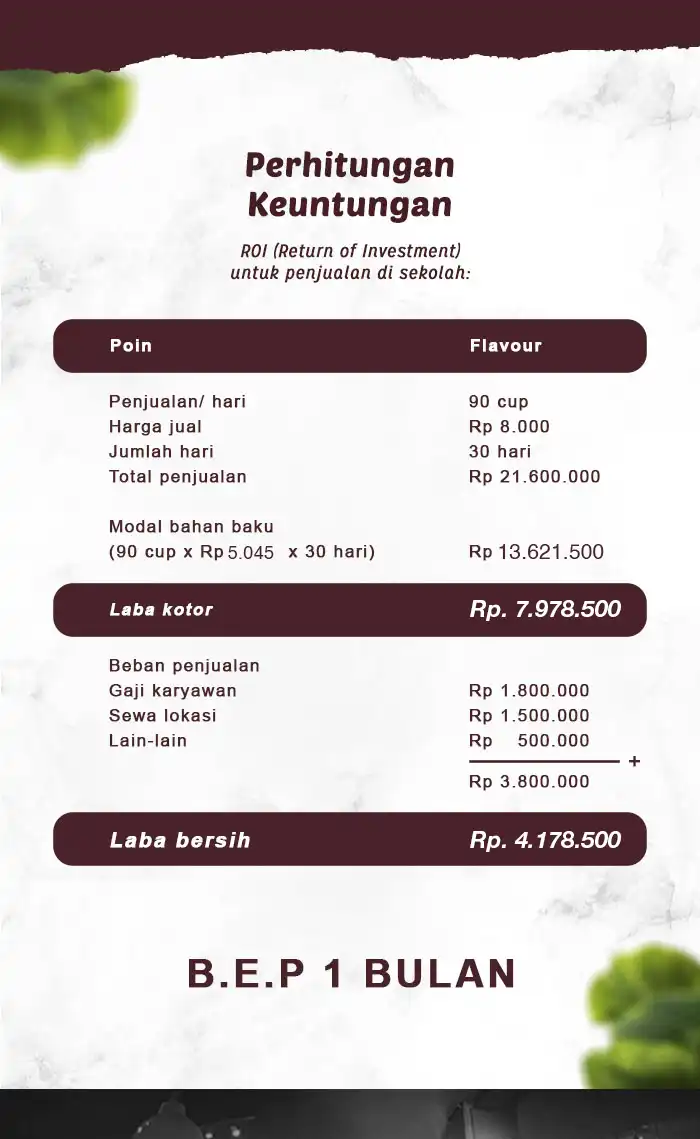 Perhitungan
Keuntungan
ROI (Return of Investment)
untuk penjualan di sekolah:
Poin Flavour
Penjualan/ hari 90 cup
Harga jual Rp 8.000
Jumlah hari 30 hari
Total penjualan Rp 21.600.000
Modal bahan baku
(90 cup x Rp 5.045 x 30 hari) Rp 13.621.500
Laba kotor Rp. 7.978.500
Beban penjualan
Gaji karyawan Rp 1.800.000
Sewa lokasi Rp 1.500.000
Lain-lain Rp 500.000
+
Rp 3.800.000
Laba bersih Rp. 4.178.500
B.E.P 1 BULAN